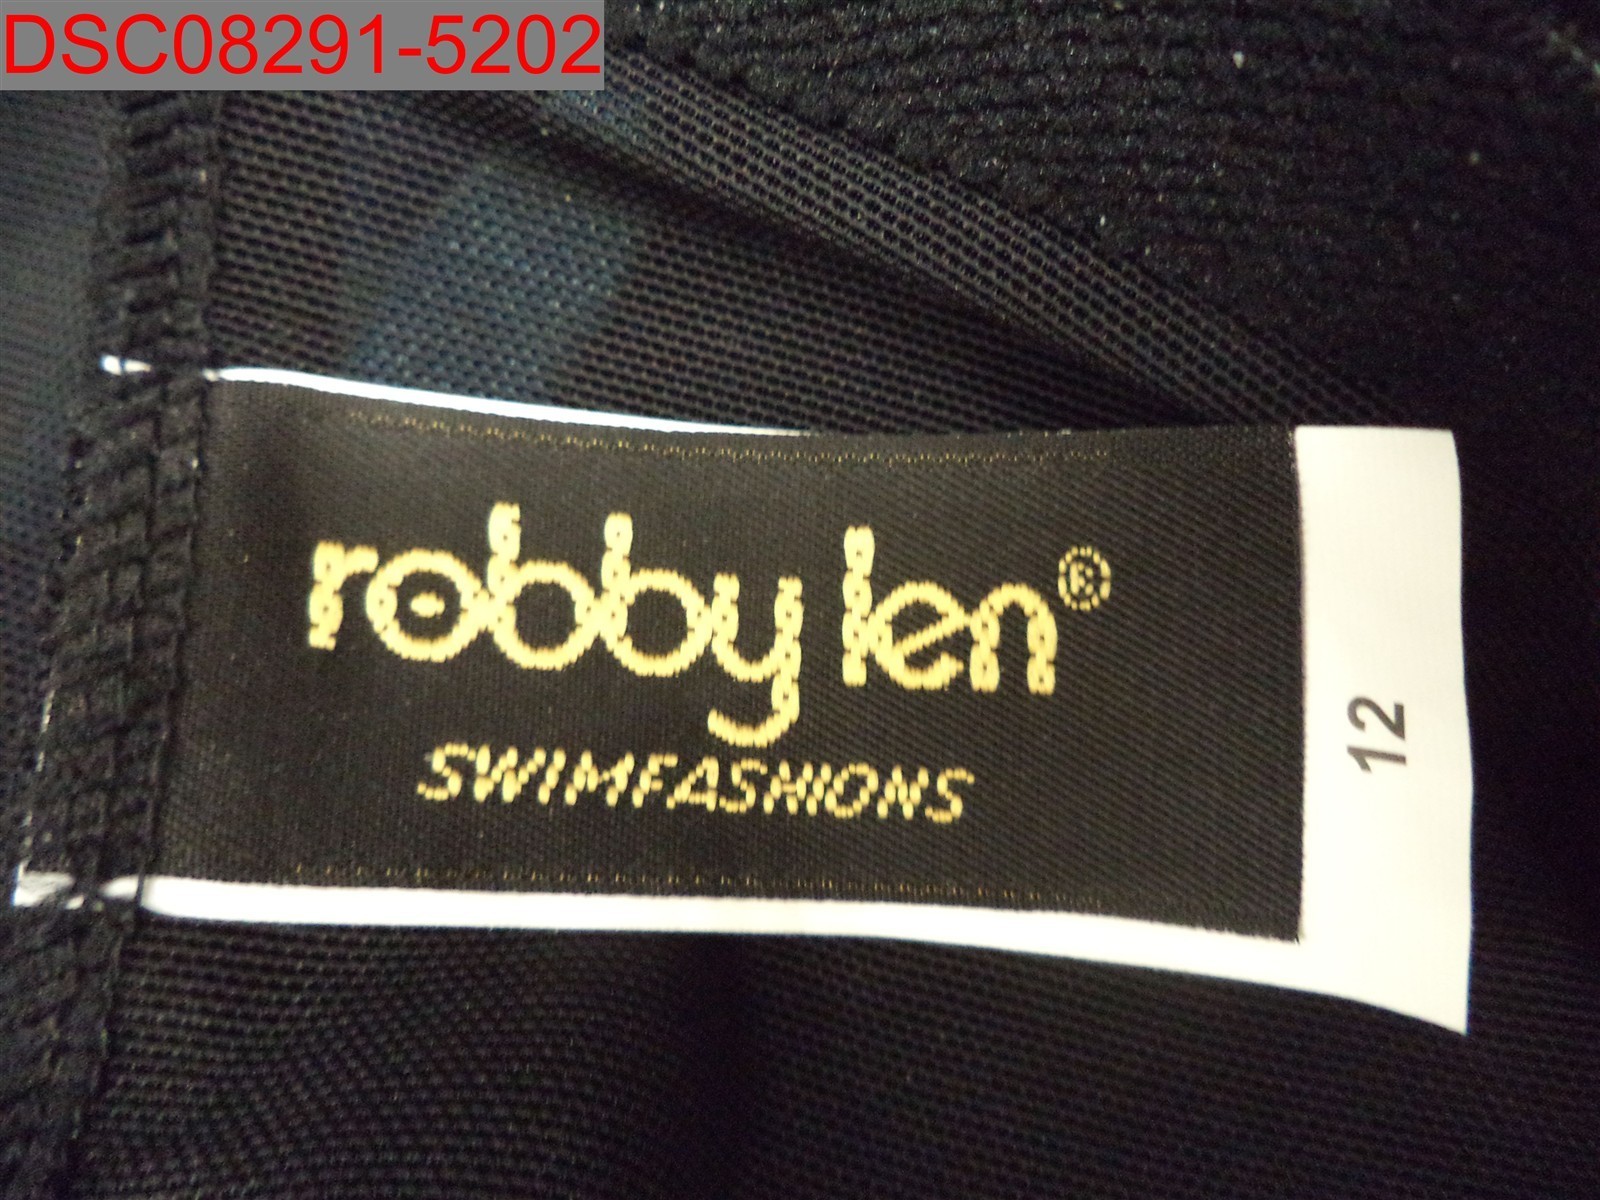 DSC08291-5202
robby len®
SWIMFASHIONS
12